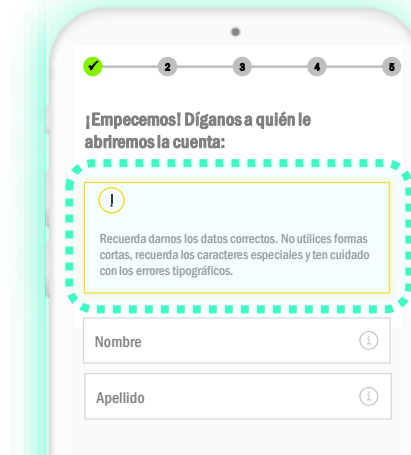 ✔ 2 3 4 5
¡Empecemos! Díganos a quién le
abriremos la cuenta:
!
Recuerda darnos los datos correctos. No utilices formas
cortas, recuerda los caracteres especiales y ten cuidado
con los errores tipográficos.
Nombre i
Apellido i